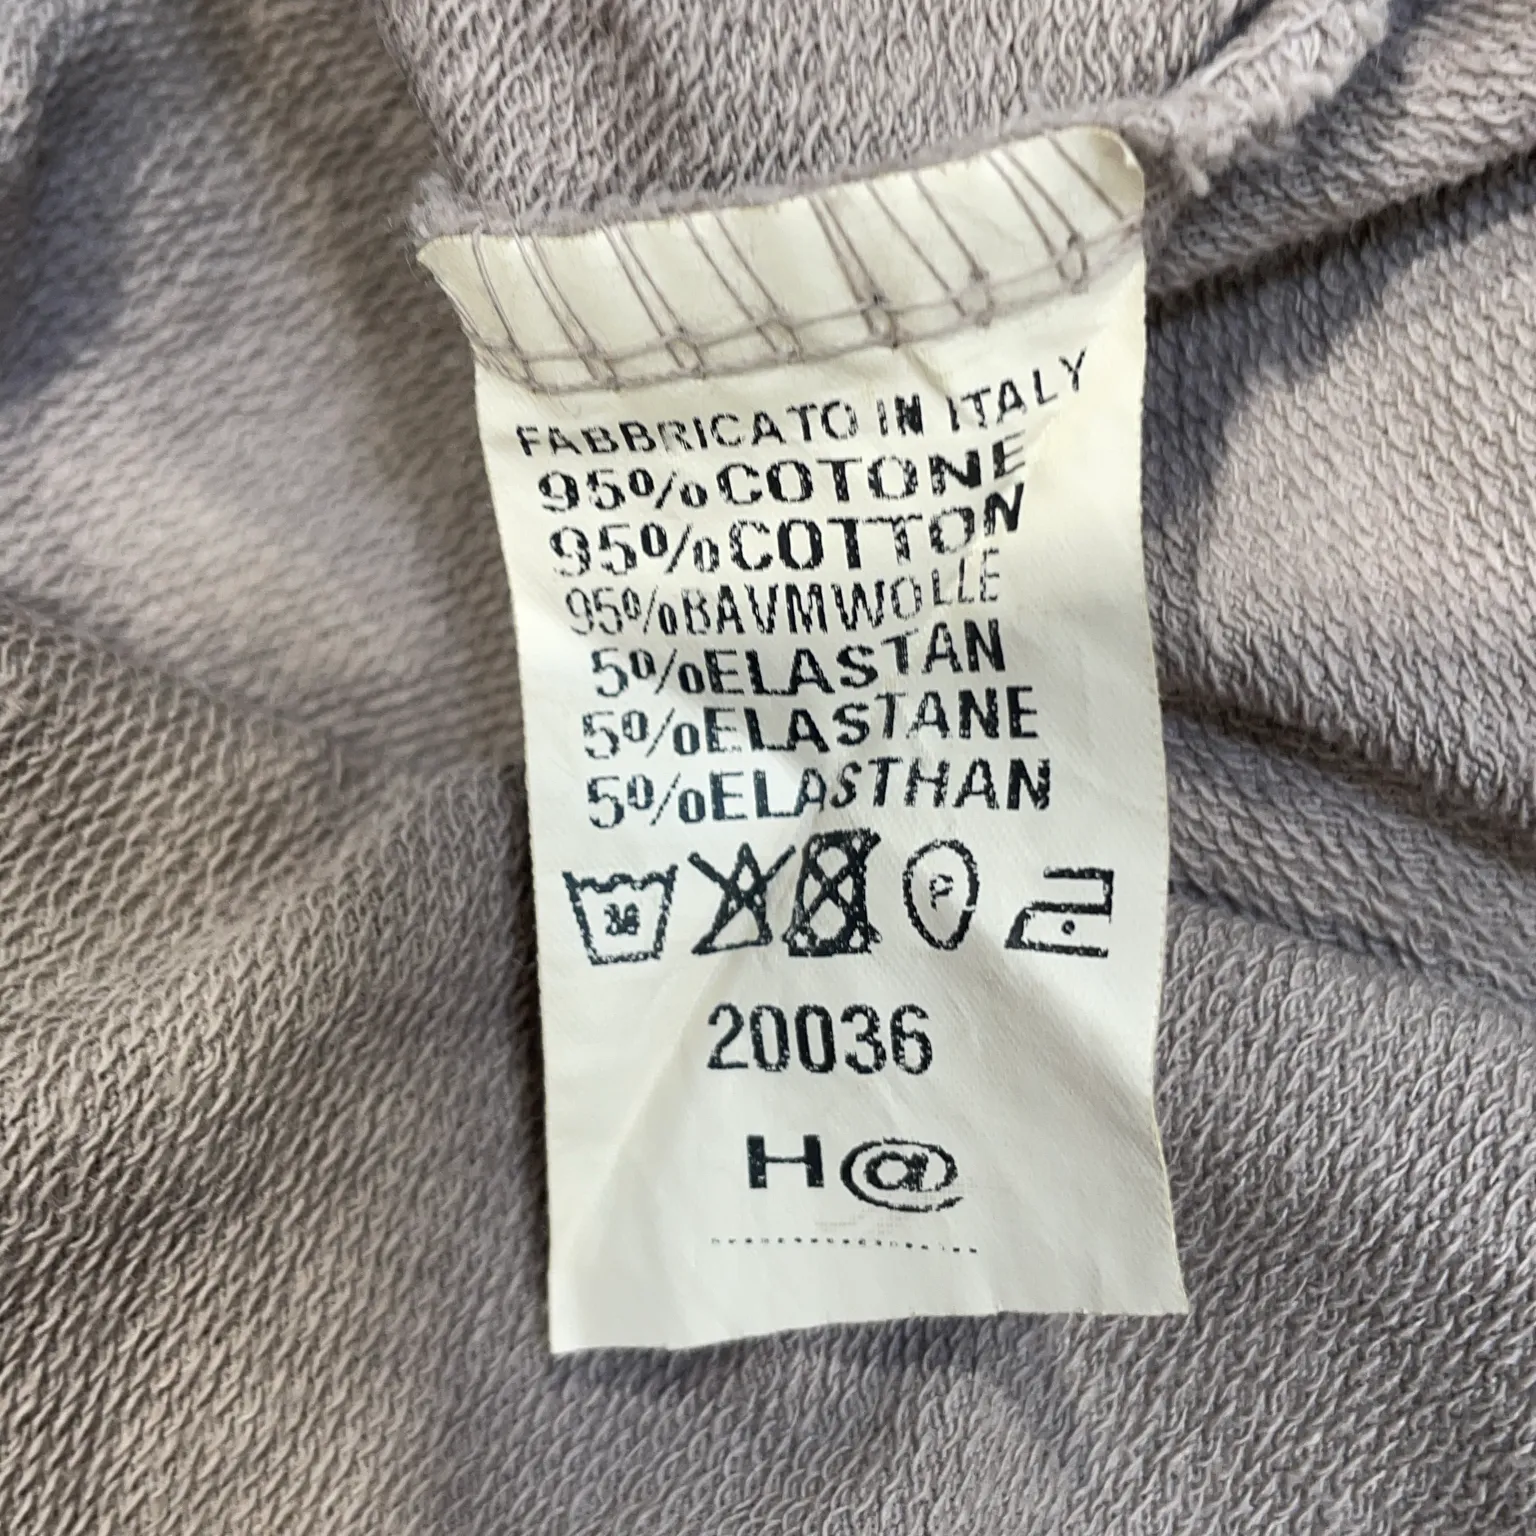 FABBRICATO IN ITALY
95%COTONE
95%COTTON
95%BAVMWOLLE
5%ELASTAN
5%ELASTANE
5%ELASTHAN
P
20036
H@